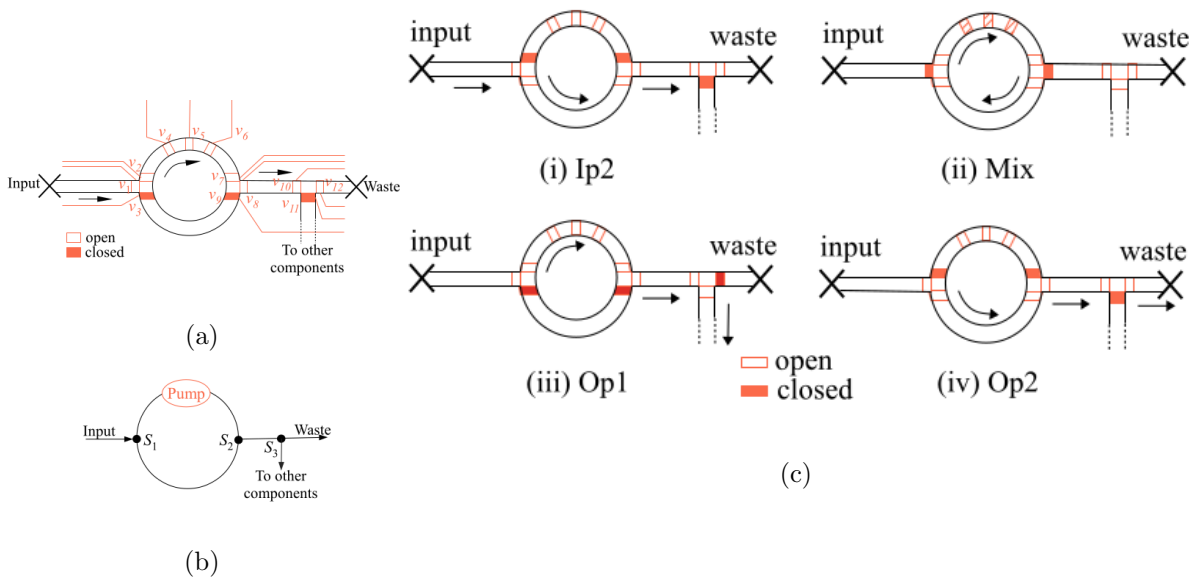 v4
v5
v6
v2
v7
Input
v1
v10
v12
Waste
v3
v9
v8
v11
open
closed
To other
components
(a)
Pump
Input
S1
S2
S3
Waste
To other
components
(b)
input
waste
(i) Ip2
input
waste
(ii) Mix
input
waste
(iii) Op1
open
closed
input
waste
(iv) Op2
(c)